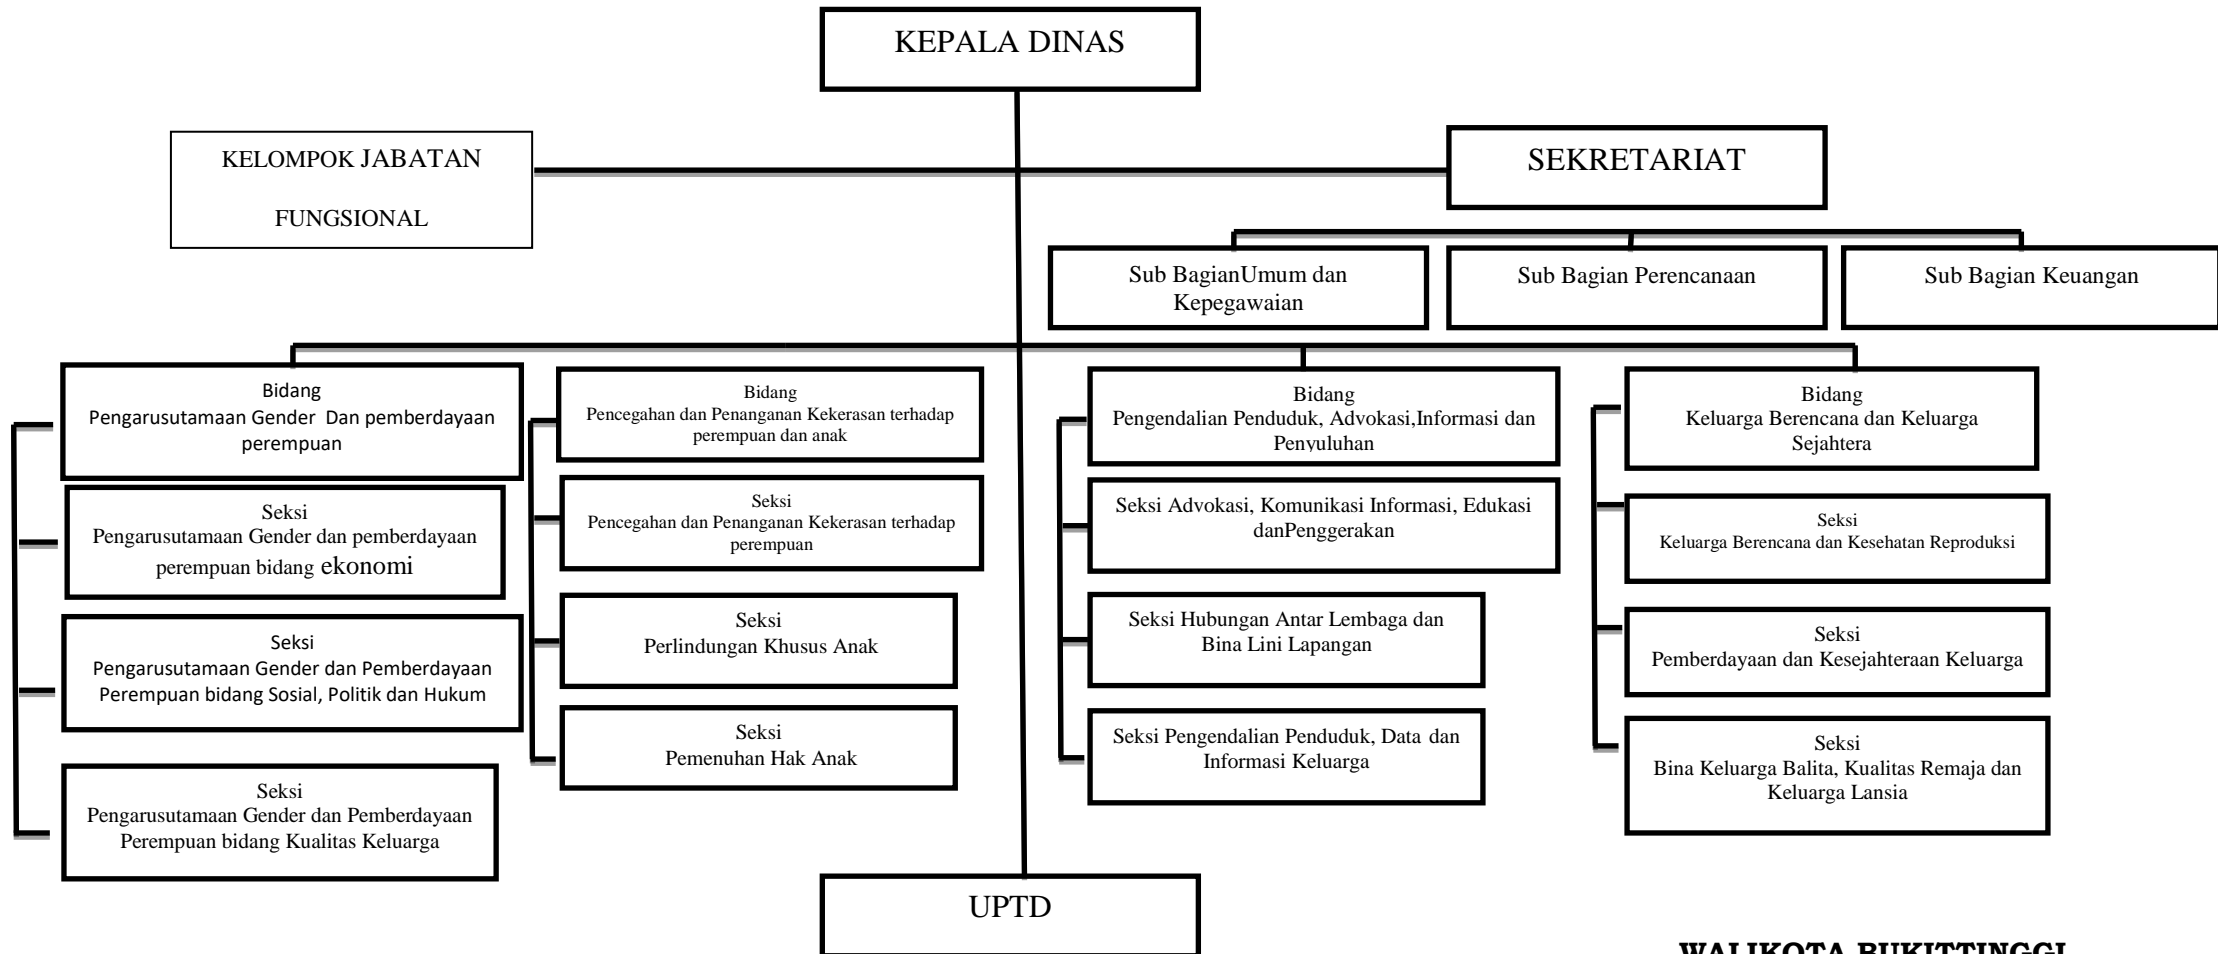 KEPALA DINAS
KELOMPOK JABATAN
FUNGSIONAL
SEKRETARIAT
Sub BagianUmum dan
Kepegawaian
Sub Bagian Perencanaan
Sub Bagian Keuangan
Bidang
Pengarusutamaan Gender Dan pemberdayaan
perempuan
Seksi
Pengarusutamaan Gender dan pemberdayaan
perempuan bidang ekonomi
Seksi
Pengarusutamaan Gender dan Pemberdayaan
Perempuan bidang Sosial, Politik dan Hukum
Seksi
Pengarusutamaan Gender dan Pemberdayaan
Perempuan bidang Kualitas Keluarga
Bidang
Pencegahan dan Penanganan Kekerasan terhadap
perempuan dan anak
Seksi
Pencegahan dan Penanganan Kekerasan terhadap
perempuan
Seksi
Perlindungan Khusus Anak
Seksi
Pemenuhan Hak Anak
Bidang
Pengendalian Penduduk, Advokasi,Informasi dan
Penyuluhan
Seksi Advokasi, Komunikasi Informasi, Edukasi
danPenggerakan
Seksi Hubungan Antar Lembaga dan
Bina Lini Lapangan
Seksi Pengendalian Penduduk, Data dan
Informasi Keluarga
Bidang
Keluarga Berencana dan Keluarga
Sejahtera
Seksi
Keluarga Berencana dan Kesehatan Reproduksi
Seksi
Pemberdayaan dan Kesejahteraan Keluarga
Seksi
Bina Keluarga Balita, Kualitas Remaja dan
Keluarga Lansia
UPTD
WALIKOTA BUKITTINGGI